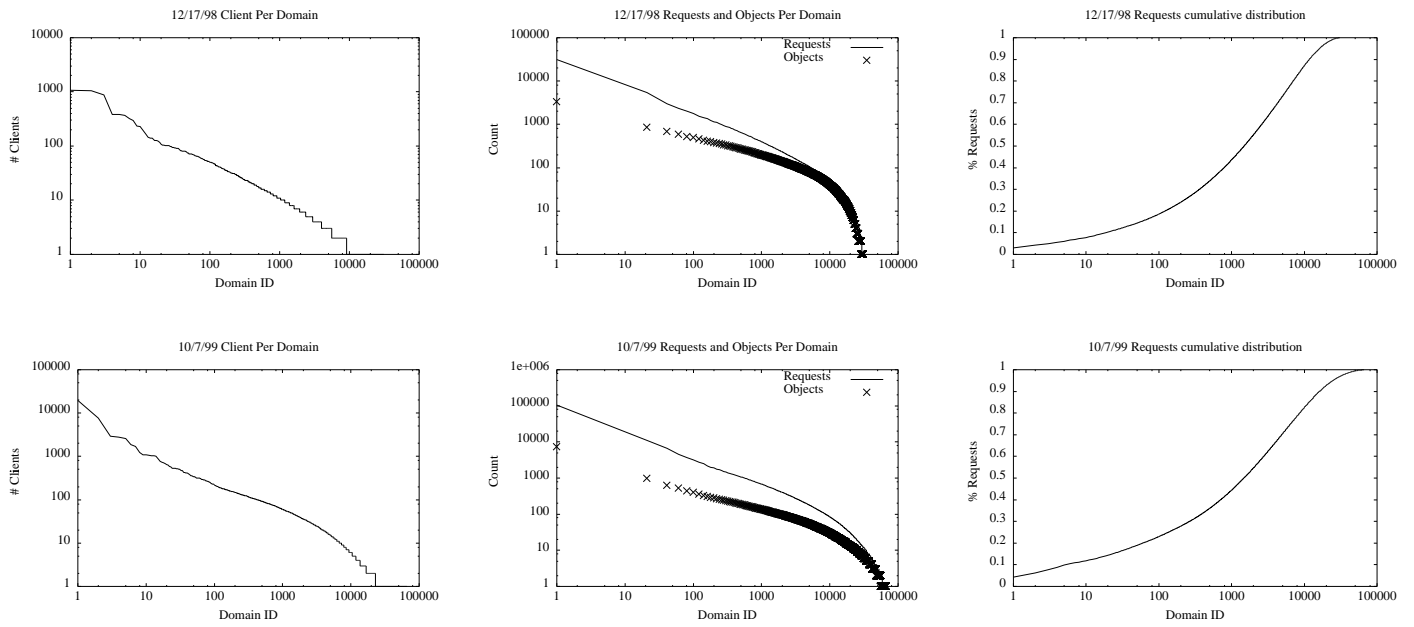 12/17/98 Client Per Domain
10000
1000
100
10
1
# Clients
1 10 100 1000 10000 100000
Domain ID
12/17/98 Requests and Objects Per Domain
100000
10000
1000
100
10
1
Count
Requests
Objects
1 10 100 1000 10000 100000
Domain ID
12/17/98 Requests cumulative distribution
1
0.9
0.8
0.7
0.6
0.5
0.4
0.3
0.2
0.1
0
% Requests
1 10 100 1000 10000 100000
Domain ID
10/7/99 Client Per Domain
100000
10000
1000
100
10
1
# Clients
1 10 100 1000 10000 100000
Domain ID
10/7/99 Requests and Objects Per Domain
1e+006
100000
10000
1000
100
10
1
Count
Requests
Objects
1 10 100 1000 10000 100000
Domain ID
10/7/99 Requests cumulative distribution
1
0.9
0.8
0.7
0.6
0.5
0.4
0.3
0.2
0.1
0
% Requests
1 10 100 1000 10000 100000
Domain ID